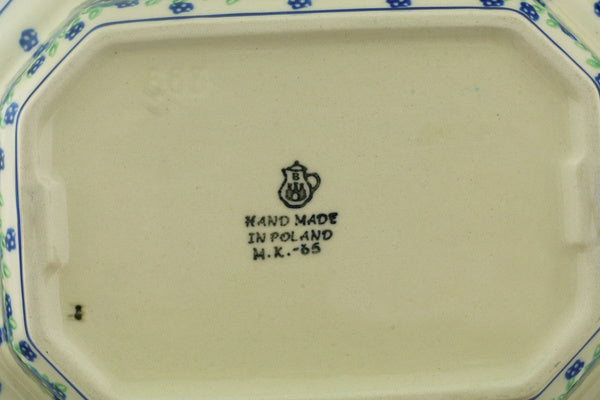 B
HAND MADE
IN POLAND
M.K.-65